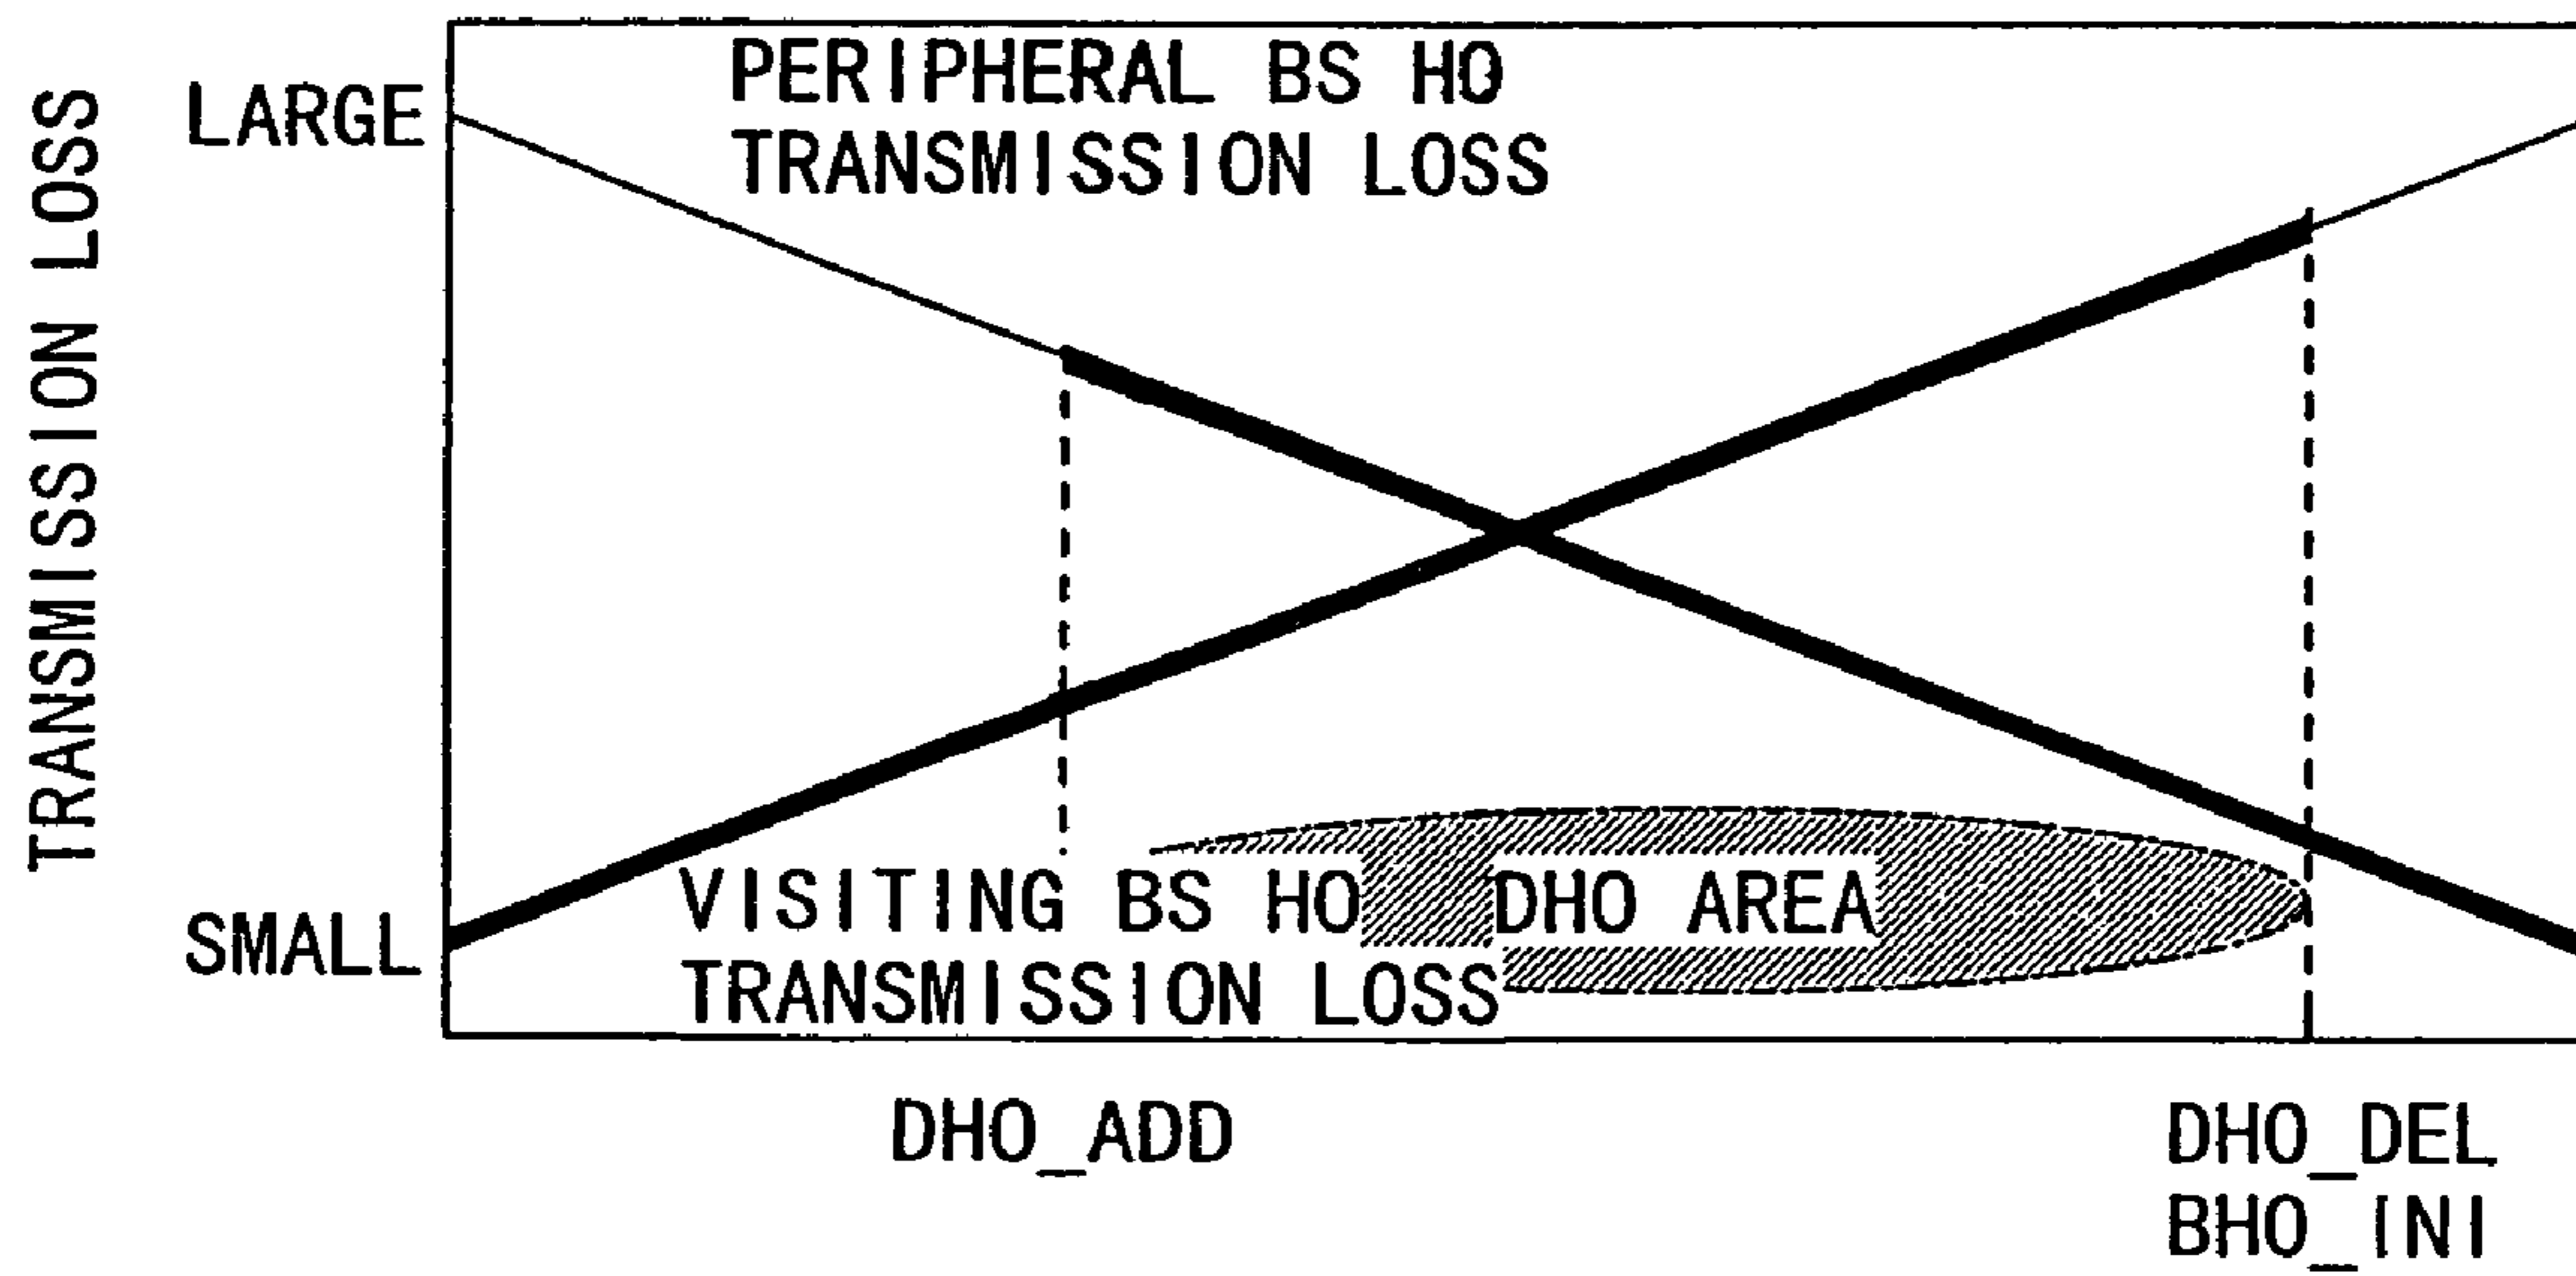 PERIPHERAL BS HO
TRANSMISSION LOSS
TRANSMISSION LOSS
LARGE
SMALL
VISITING BS HO
TRANSMISSION LOSS
DHO AREA
DHO_ADD
DHO_DEL
BHO_INI